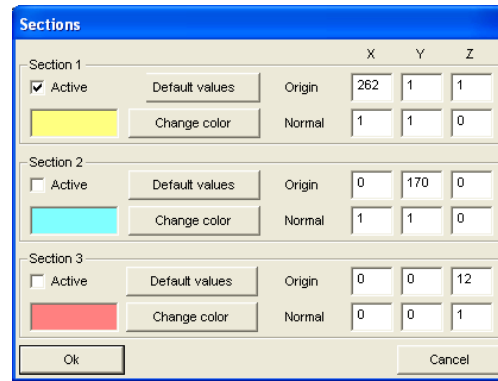 Sections
X Y Z
Section 1
Active Default values Origin 262 1 1
Change color Normal 1 1 0
Section 2
Active Default values Origin 0 170 0
Change color Normal 1 1 0
Section 3
Active Default values Origin 0 0 12
Change color Normal 0 0 1
Ok Cancel